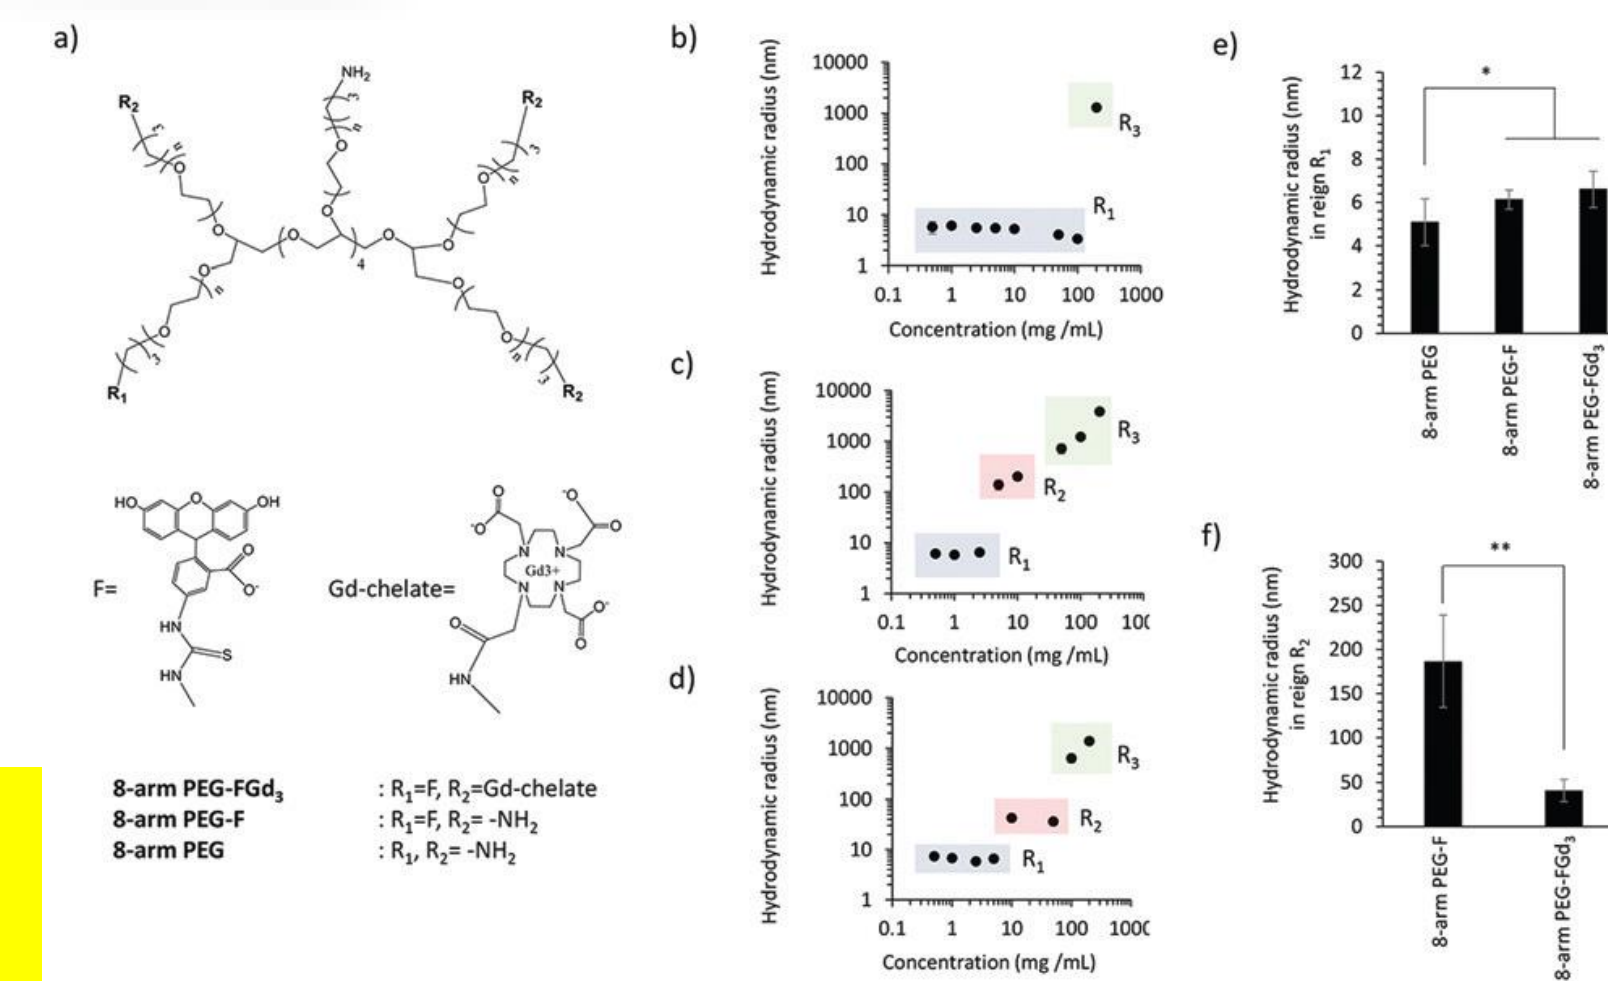 a)
NH2
R2
R2
3
n
O
3
n
O
O
O
3
n
O
O
O
O
O
4
O
O
n
O
O
3
O
n
3
R1
R2
HO
O
OH
F=
O
O-
HN
S
HN
Gd-chelate=
O
-O
-O
O
N
N
Gd3+
N
N
O
O-
O
HN
8-arm PEG-FGd3 : R1=F, R2=Gd-chelate
8-arm PEG-F : R1=F, R2= -NH2
8-arm PEG : R1, R2= -NH2
b)
Hydrodynamic radius (nm)
10000
1000
100
10
1
R3
R1
0.1 1 10 100 1000
Concentration (mg /mL)
c)
Hydrodynamic radius (nm)
10000
1000
100
10
1
R3
R2
R1
0.1 1 10 100 100
Concentration (mg /mL)
d)
Hydrodynamic radius (nm)
10000
1000
100
10
1
R3
R2
R1
0.1 1 10 100 1000
Concentration (mg /mL)
e)
Hydrodynamic radius (nm)
in reign R1
12
10
8
6
4
2
0
*
8-arm PEG
8-arm PEG-F
8-arm PEG-FGd3
f)
Hydrodynamic radius (nm)
in reign R2
300
250
200
150
100
50
0
**
8-arm PEG-F
8-arm PEG-FGd3